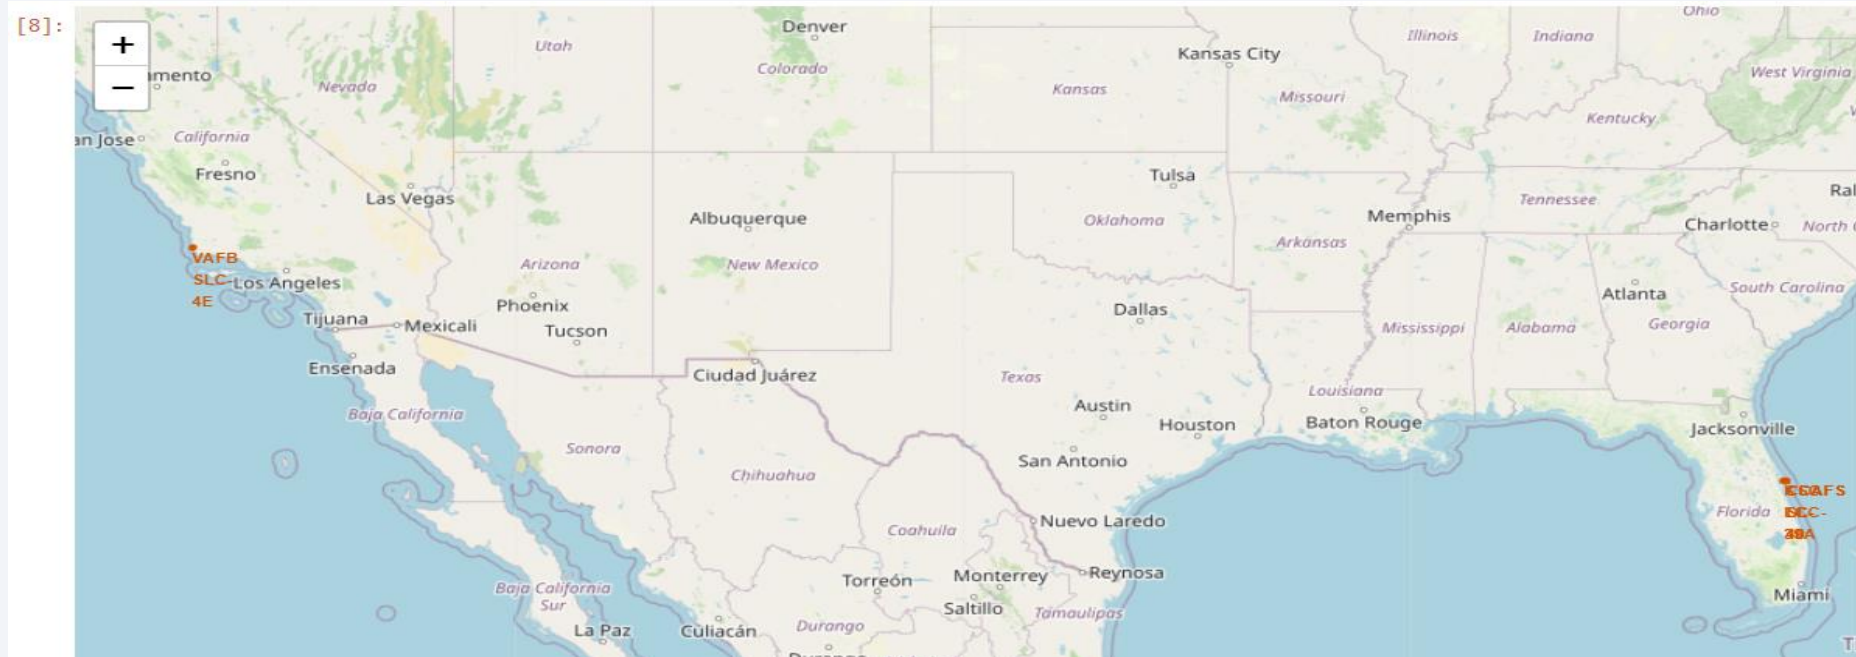 [8]:
+
−
Denver
Ohio
Utah
Colorado
Kansas City
Illinois
Indiana
West Virginia
mento
Nevada
Kansas
Missouri
Kentucky
an Jose
California
Fresno
Las Vegas
Tulsa
Ral
Albuquerque
Oklahoma
Memphis
Tennessee
Charlotte
North C
Arkansas
VAFB
SLC-
4E
Los Angeles
Arizona
New Mexico
Phoenix
Tucson
Dallas
Atlanta
South Carolina
Tijuana
Mexicali
Mississippi
Alabama
Georgia
Ensenada
Ciudad Juárez
Texas
Louisiana
Baja California
Austin
Houston
Baton Rouge
Jacksonville
Sonora
Chihuahua
San Antonio
Florida
Nuevo Laredo
Coahuila
Torreón
Monterrey
Reynosa
Baja California
Sur
Saltillo
Tamaulipas
Miami
La Paz
Culiacán
Durango
Durango